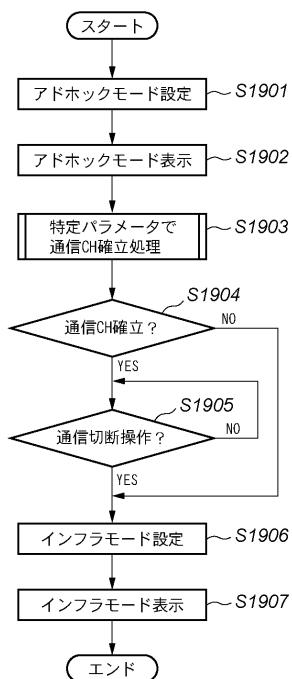 スタート
アドホックモード設定
S1901
アドホックモード表示
S1902
特定パラメータで
通信CH確立処理
S1903
S1904
通信CH確立?
NO
YES
S1905
通信切断操作?
NO
YES
インフラモード設定
S1906
インフラモード表示
S1907
エンド